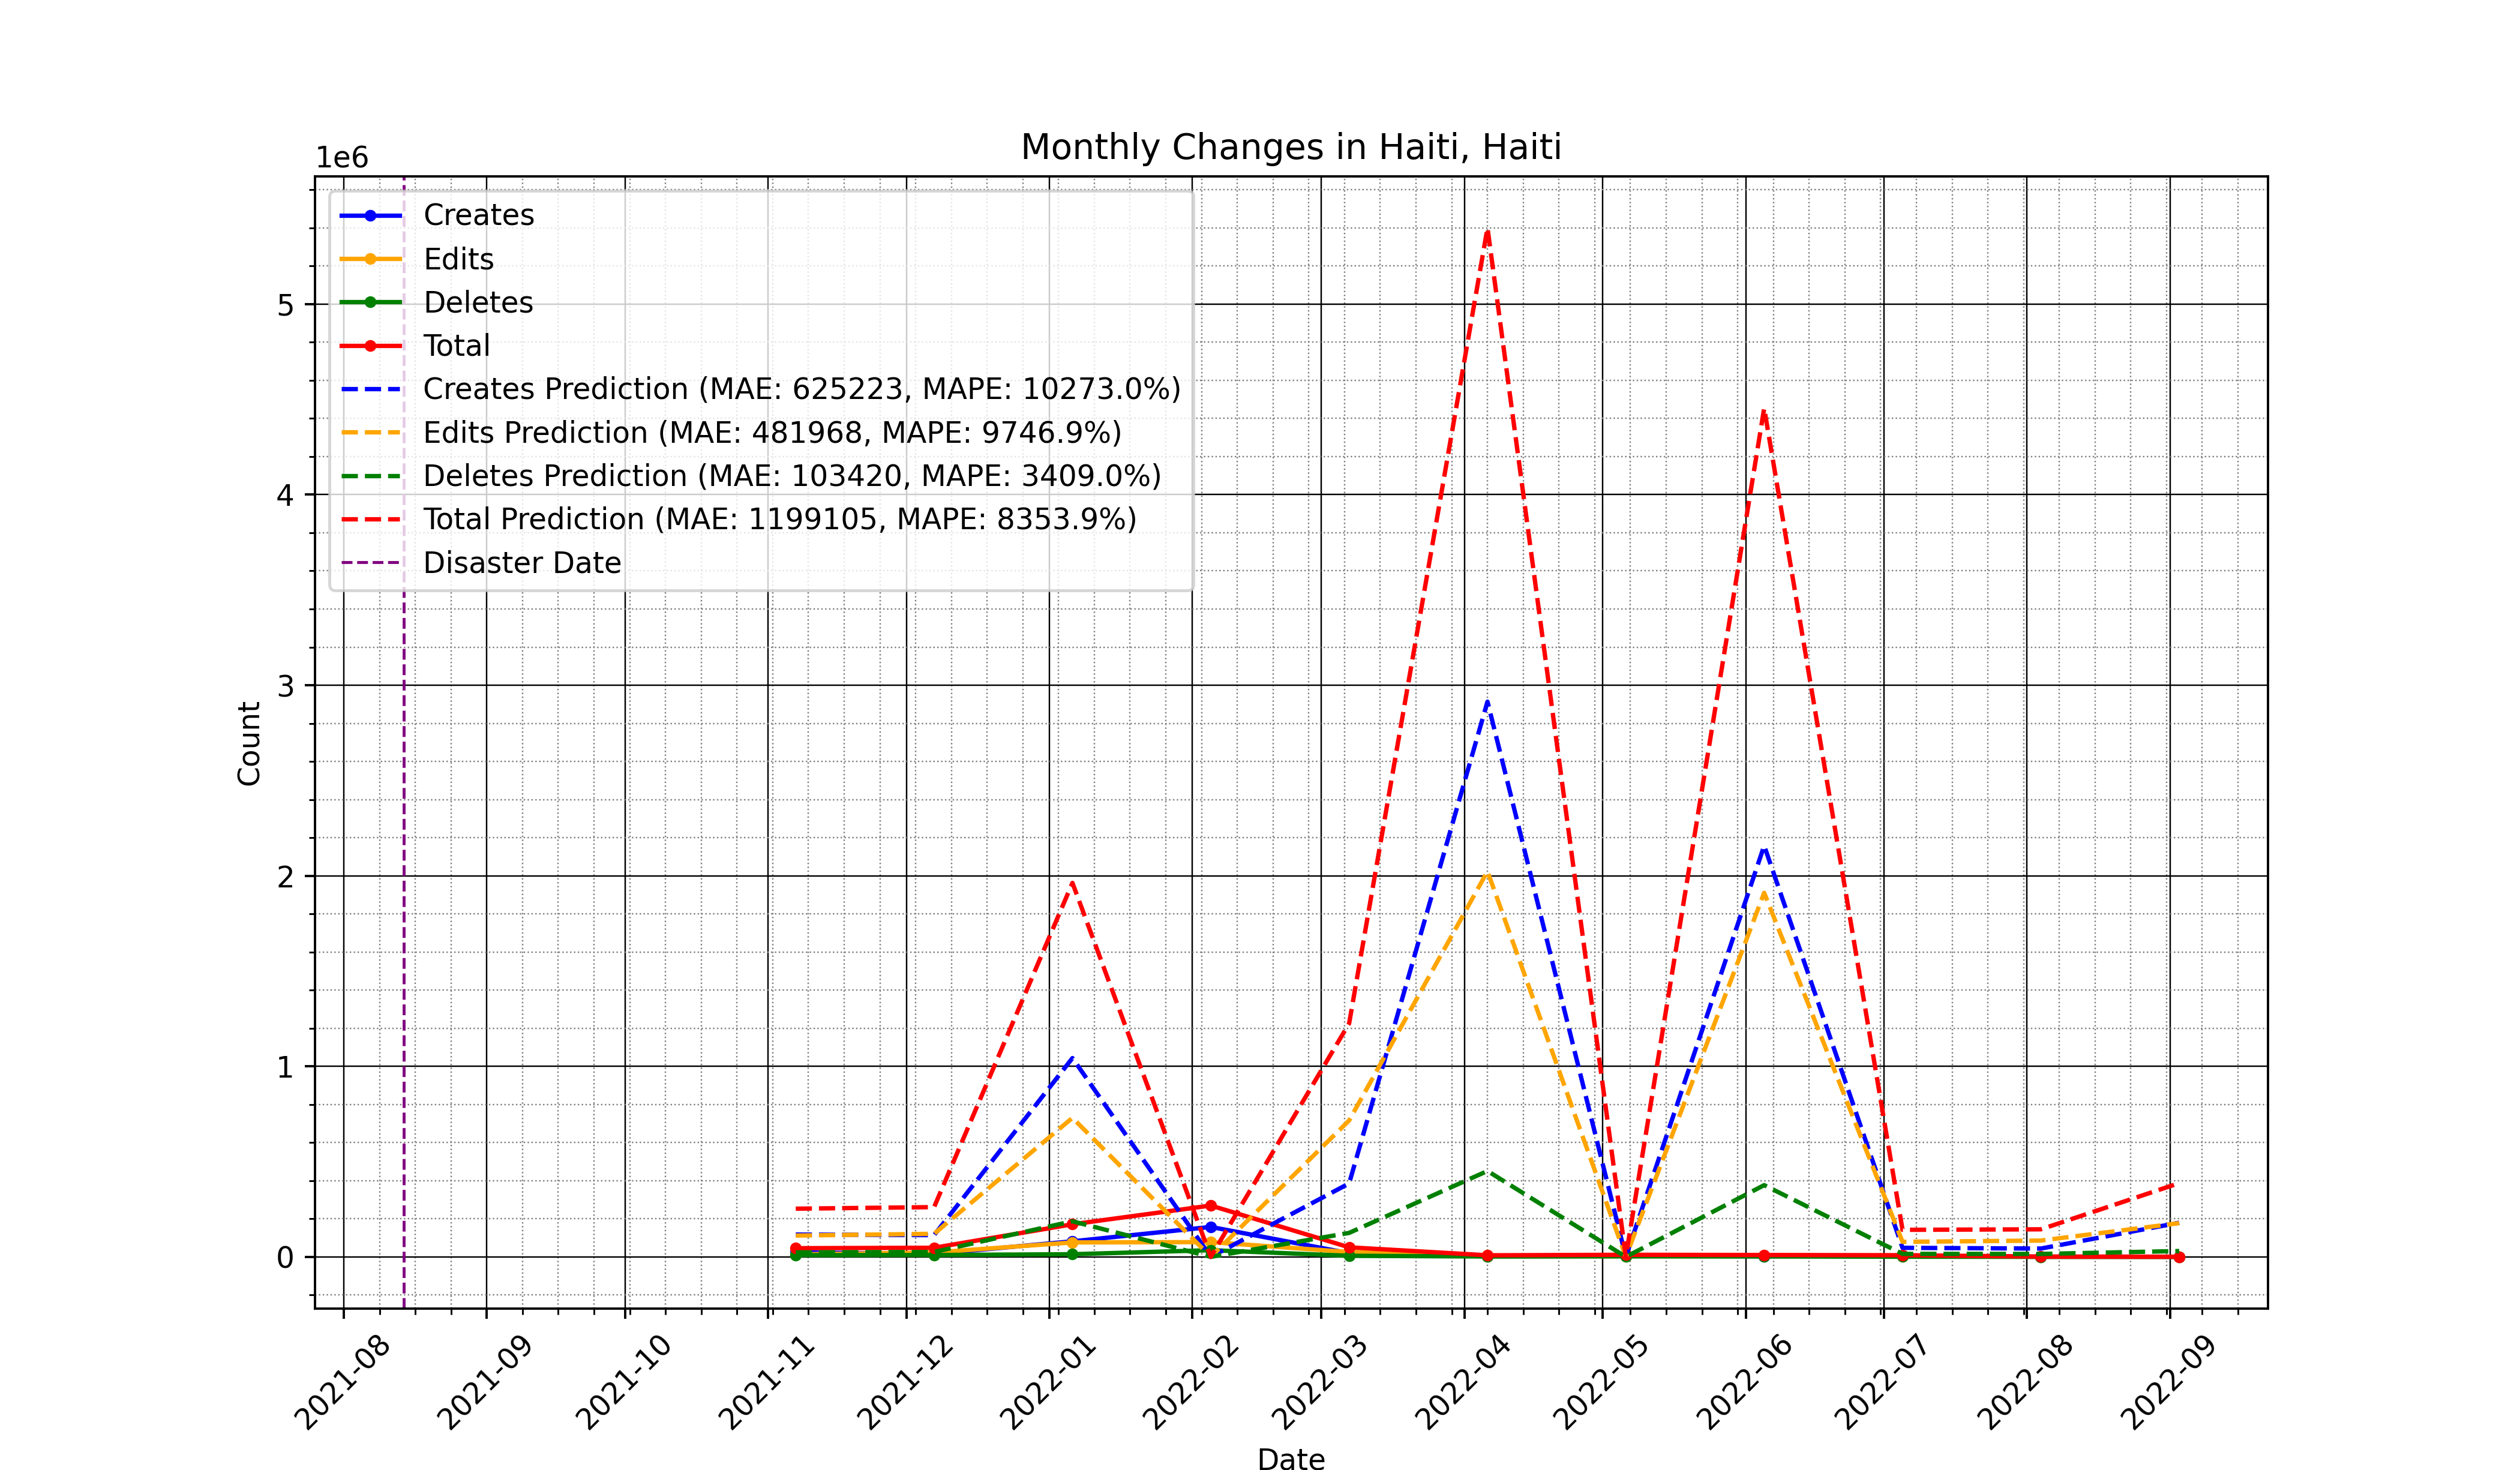 Monthly Changes in Haiti, Haiti
1e6
Creates
Edits
Deletes
Total
Creates Prediction (MAE: 625223, MAPE: 10273.0%)
Edits Prediction (MAE: 481968, MAPE: 9746.9%)
Deletes Prediction (MAE: 103420, MAPE: 3409.0%)
Total Prediction (MAE: 1199105, MAPE: 8353.9%)
Disaster Date
5
4
3
2
1
0
Count
2021-08
2021-09
2021-10
2021-11
2021-12
2022-01
2022-02
2022-03
2022-04
2022-05
2022-06
2022-07
2022-08
2022-09
Date